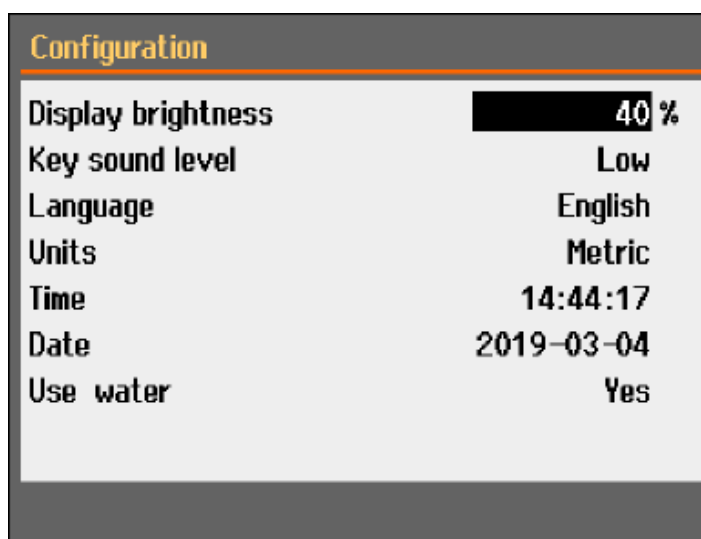 Configuration
Display brightness 40 %
Key sound level Low
Language English
Units Metric
Time 14:44:17
Date 2019-03-04
Use water Yes